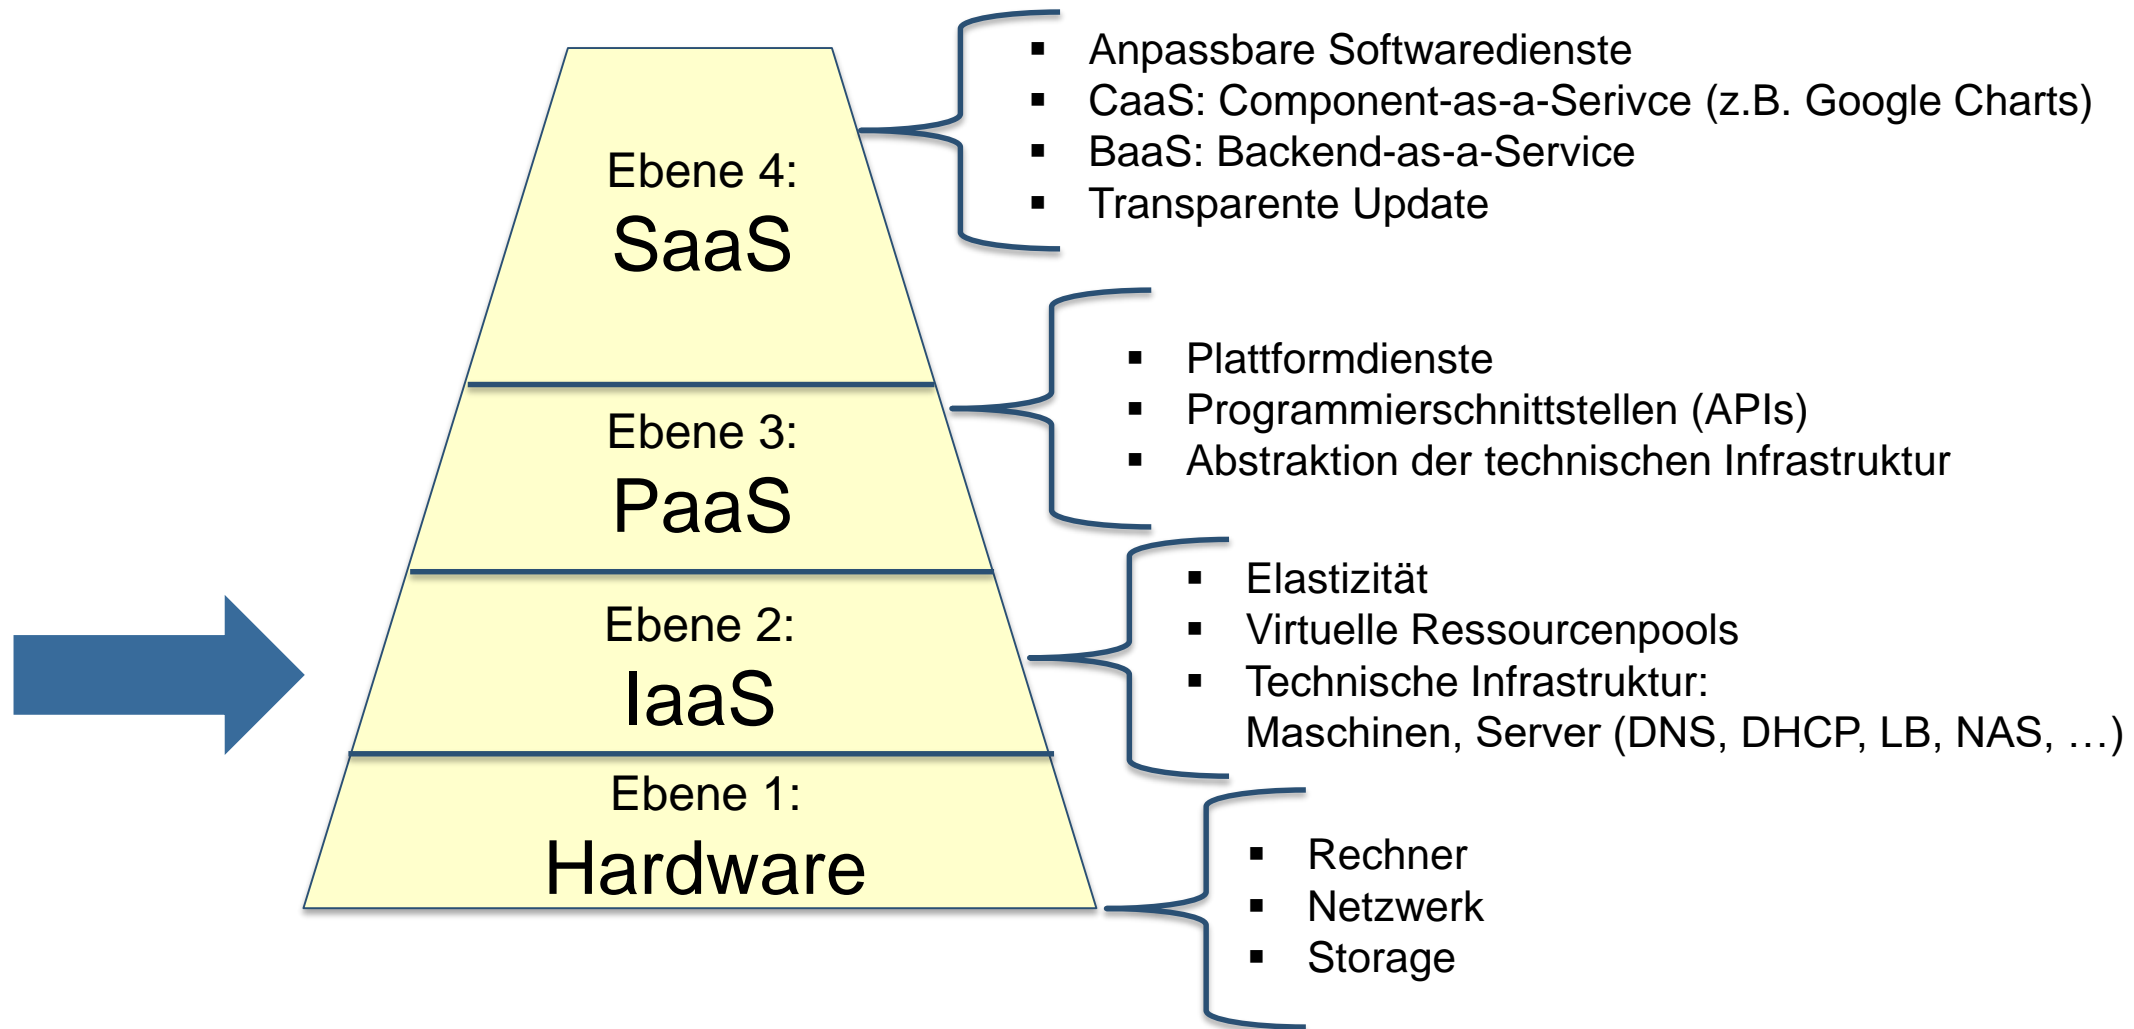 Ebene 4:
SaaS
▪ Anpassbare Softwaredienste
▪ CaaS: Component-as-a-Serivce (z.B. Google Charts)
▪ BaaS: Backend-as-a-Service
▪ Transparente Update
Ebene 3:
PaaS
▪ Plattformdienste
▪ Programmierschnittstellen (APIs)
▪ Abstraktion der technischen Infrastruktur
Ebene 2:
IaaS
▪ Elastizität
▪ Virtuelle Ressourcenpools
▪ Technische Infrastruktur:
Maschinen, Server (DNS, DHCP, LB, NAS, …)
Ebene 1:
Hardware
▪ Rechner
▪ Netzwerk
▪ Storage